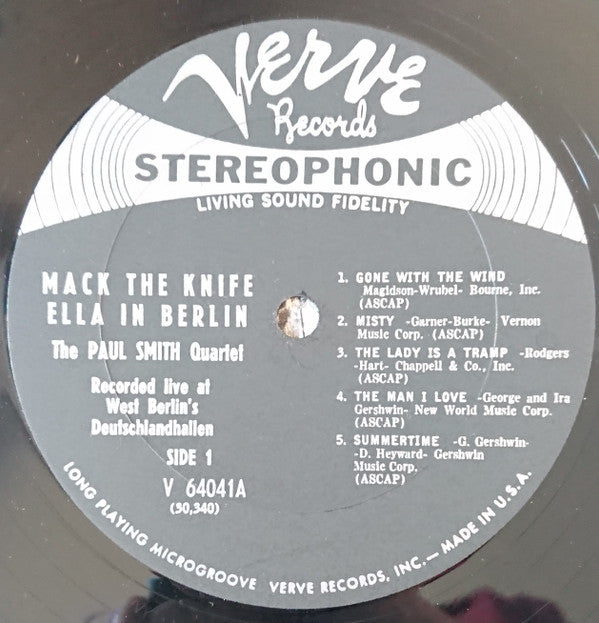 Verve
Records
STEREOPHONIC
LIVING SOUND FIDELITY
MACK THE KNIFE
ELLA IN BERLIN
The PAUL SMITH Quartet
Recorded live at
West Berlin's
Deutschlandhallen
SIDE 1
V 64041A
(50,340)
1. GONE WITH THE WIND
Magidson-Wrubel- Bourne, Inc.
(ASCAP)
2. MISTY -Garner-Burke- Vernon
Music Corp. (ASCAP)
3. THE LADY IS A TRAMP -Rodgers
-Hart- Chappell & Co., Inc.
(ASCAP)
4. THE MAN I LOVE -George and Ira
Gershwin- New World Music Corp.
(ASCAP)
5. SUMMERTIME -G. Gershwin-
-D. Heyward- Gershwin
Music Corp.
(ASCAP)
LONG PLAYING MICROGROOVE VERVE RECORDS, INC.— MADE IN U.S.A.